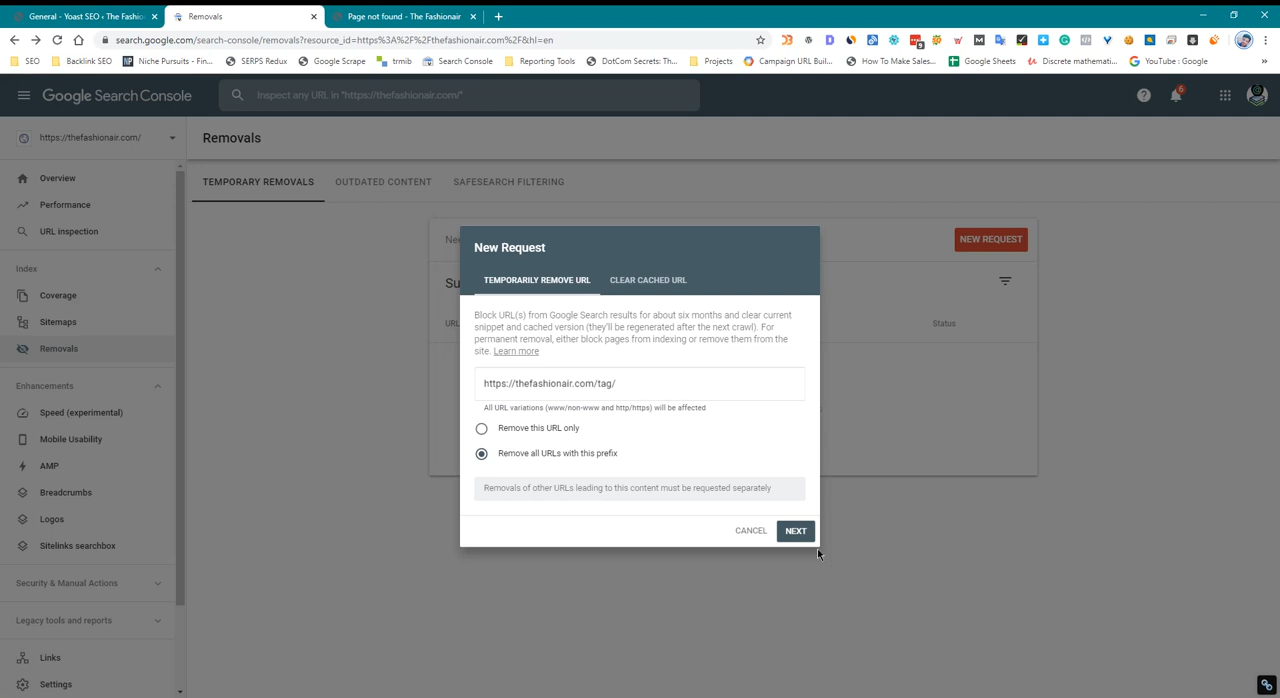 General - Yoast SEO ‹ The Fashio
Removals
Page not found - The Fashionair
search.google.com/search-console/removals?resource_id=https%3A%2F%2Fthefashionair.com%2F&hl=en
SEO
Backlink SEO
Niche Pursuits - Fin...
SERPS Redux
Google Scrape
trmib
Search Console
Reporting Tools
DotCom Secrets: Th...
Projects
Campaign URL Buil...
How To Make Sales...
Google Sheets
Discrete mathemati...
YouTube : Google
»
Google Search Console
Inspect any URL in "https://thefashionair.com/"
6
https://thefashionair.com/
Removals
Overview
Performance
URL inspection
Index
Coverage
Sitemaps
Removals
Enhancements
Speed (experimental)
Mobile Usability
AMP
Breadcrumbs
Logos
Sitelinks searchbox
Security & Manual Actions
Legacy tools and reports
Links
Settings
TEMPORARY REMOVALS
OUTDATED CONTENT
SAFESEARCH FILTERING
NEW REQUEST
Status
New Request
TEMPORARILY REMOVE URL
CLEAR CACHED URL
Block URL(s) from Google Search results for about six months and clear current
snippet and cached version (they'll be regenerated after the next crawl). For
permanent removal, either block pages from indexing or remove them from the
site. Learn more
https://thefashionair.com/tag/
All URL variations (www/non-www and http/https) will be affected
Remove this URL only
Remove all URLs with this prefix
Removals of other URLs leading to this content must be requested separately
CANCEL
NEXT